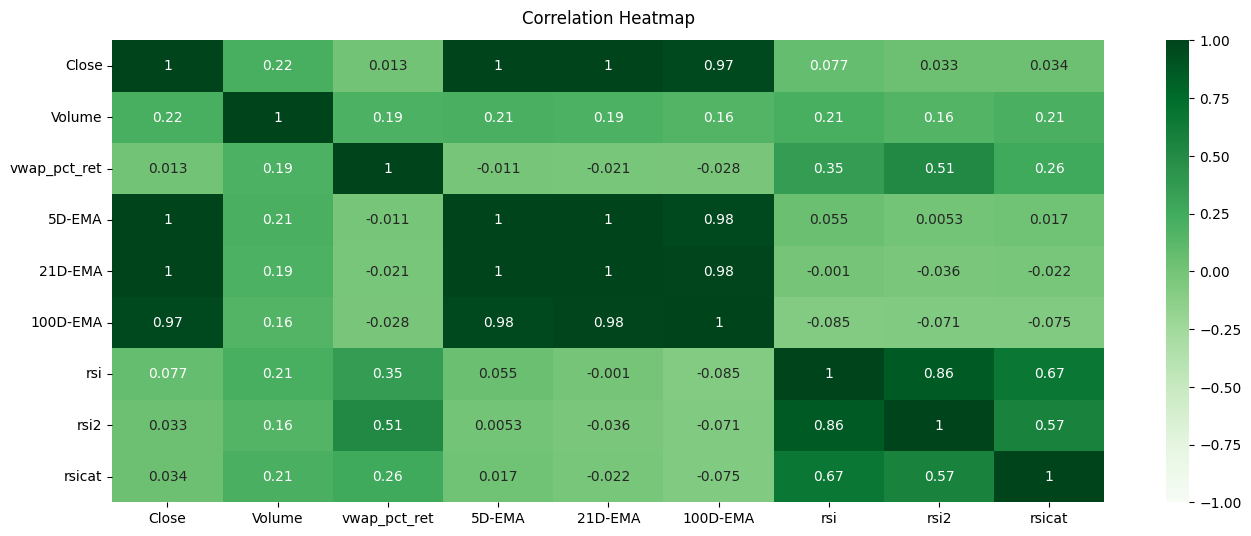 Correlation Heatmap
Close 1 0.22 0.013 1 1 0.97 0.077 0.033 0.034
Volume 0.22 1 0.19 0.21 0.19 0.16 0.21 0.16 0.21
vwap_pct_ret 0.013 0.19 1 -0.011 -0.021 -0.028 0.35 0.51 0.26
5D-EMA 1 0.21 -0.011 1 1 0.98 0.055 0.0053 0.017
21D-EMA 1 0.19 -0.021 1 1 0.98 -0.001 -0.036 -0.022
100D-EMA 0.97 0.16 -0.028 0.98 0.98 1 -0.085 -0.071 -0.075
rsi 0.077 0.21 0.35 0.055 -0.001 -0.085 1 0.86 0.67
rsi2 0.033 0.16 0.51 0.0053 -0.036 -0.071 0.86 1 0.57
rsicat 0.034 0.21 0.26 0.017 -0.022 -0.075 0.67 0.57 1
Close Volume vwap_pct_ret 5D-EMA 21D-EMA 100D-EMA rsi rsi2 rsicat
1.00
0.75
0.50
0.25
0.00
−0.25
−0.50
−0.75
−1.00